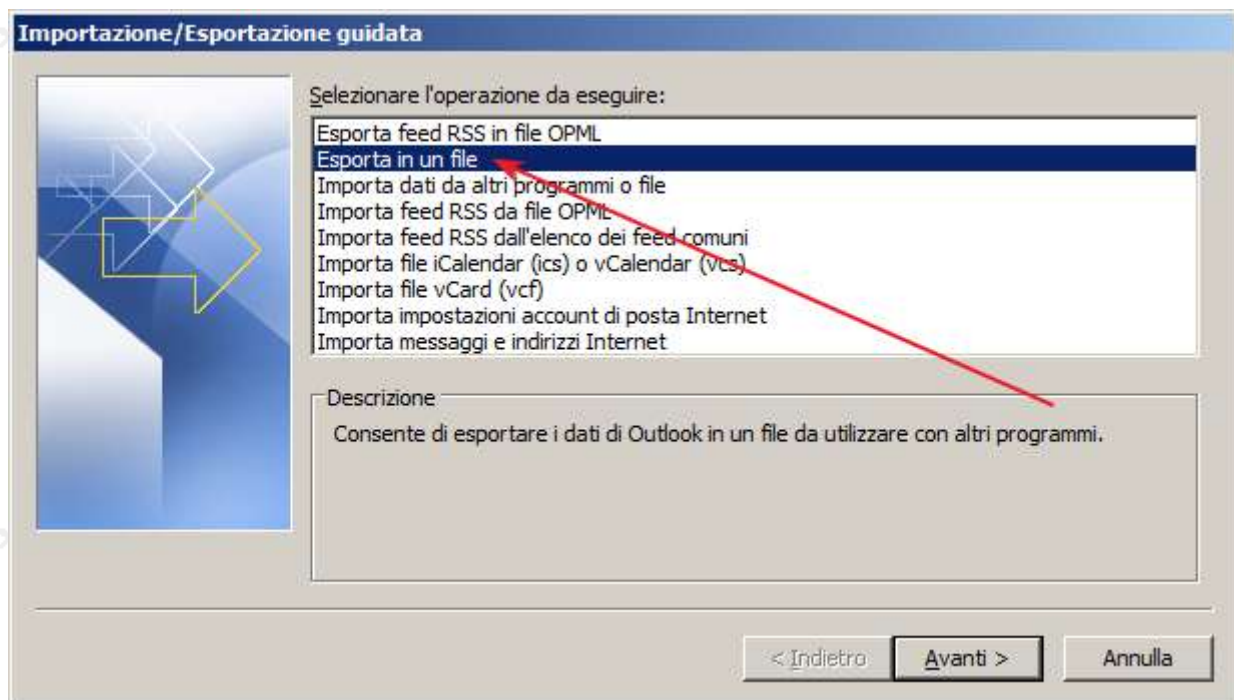 Importazione/Esportazione guidata
Selezionare l'operazione da eseguire:
Esporta feed RSS in file OPML
Esporta in un file
Importa dati da altri programmi o file
Importa feed RSS da file OPML
Importa feed RSS dall'elenco dei feed comuni
Importa file iCalendar (ics) o vCalendar (vcs)
Importa file vCard (vcf)
Importa impostazioni account di posta Internet
Importa messaggi e indirizzi Internet
Descrizione
Consente di esportare i dati di Outlook in un file da utilizzare con altri programmi.
< Indietro
Avanti >
Annulla